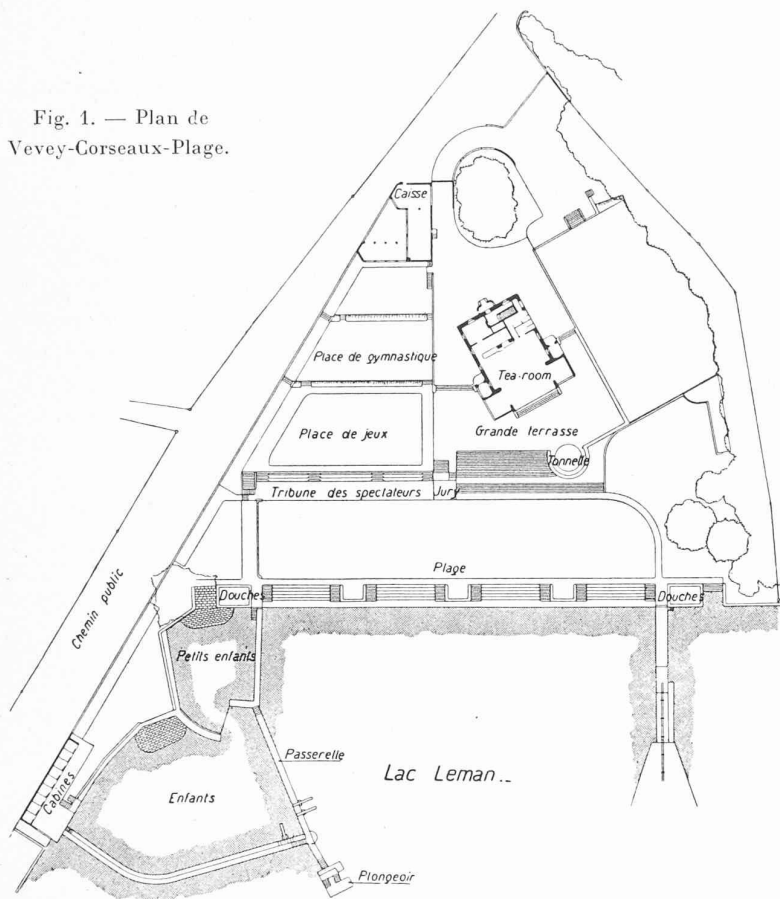 Fig. 1. — Plan de
Vevey-Corseaux-Plage.
Caisse
Place de gymnastique
Tea-room
Place de jeux
Grande terrasse
Tonnelle
Tribune des spectateurs
Jury
Plage
Douches
Douches
Chemin public
Petits enfants
Passerelle
Lac Leman..
Cabines
Enfants
Plongeoir